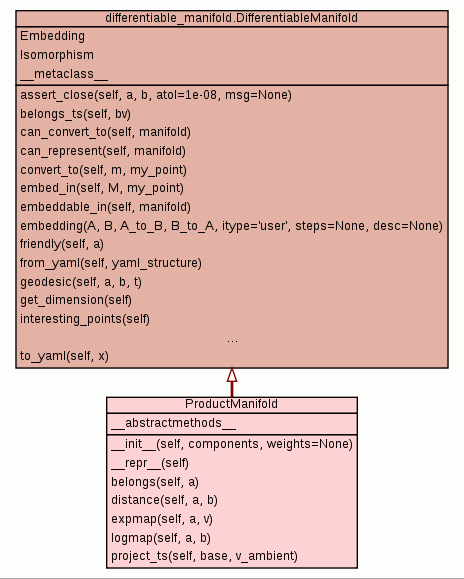 differentiable_manifold.DifferentiableManifold
Embedding
Isomorphism
__metaclass__
assert_close(self, a, b, atol=1e-08, msg=None)
belongs_ts(self, bv)
can_convert_to(self, manifold)
can_represent(self, manifold)
convert_to(self, m, my_point)
embed_in(self, M, my_point)
embeddable_in(self, manifold)
embedding(A, B, A_to_B, B_to_A, itype='user', steps=None, desc=None)
friendly(self, a)
from_yaml(self, yaml_structure)
geodesic(self, a, b, t)
get_dimension(self)
interesting_points(self)
...
to_yaml(self, x)
ProductManifold
__abstractmethods__
__init__(self, components, weights=None)
__repr__(self)
belongs(self, a)
distance(self, a, b)
expmap(self, a, v)
logmap(self, a, b)
project_ts(self, base, v_ambient)